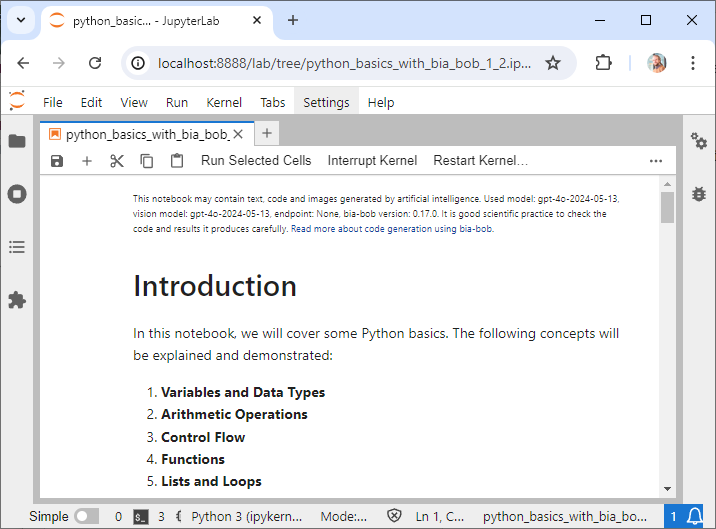 python_basic... - JupyterLab
localhost:8888/lab/tree/python_basics_with_bia_bob_1_2.ip...
File Edit View Run Kernel Tabs Settings Help
python_basics_with_bia_bob_
Run Selected Cells Interrupt Kernel Restart Kernel...
This notebook may contain text, code and images generated by artificial intelligence. Used model: gpt-4o-2024-05-13,
vision model: gpt-4o-2024-05-13, endpoint: None, bia-bob version: 0.17.0. It is good scientific practice to check the
code and results it produces carefully. Read more about code generation using bia-bob.
Introduction
In this notebook, we will cover some Python basics. The following concepts will
be explained and demonstrated:
1. Variables and Data Types
2. Arithmetic Operations
3. Control Flow
4. Functions
5. Lists and Loops
Simple 0 $_ 3 Python 3 (ipykern... Mode:... Ln 1, C... python_basics_with_bia_bo... 1